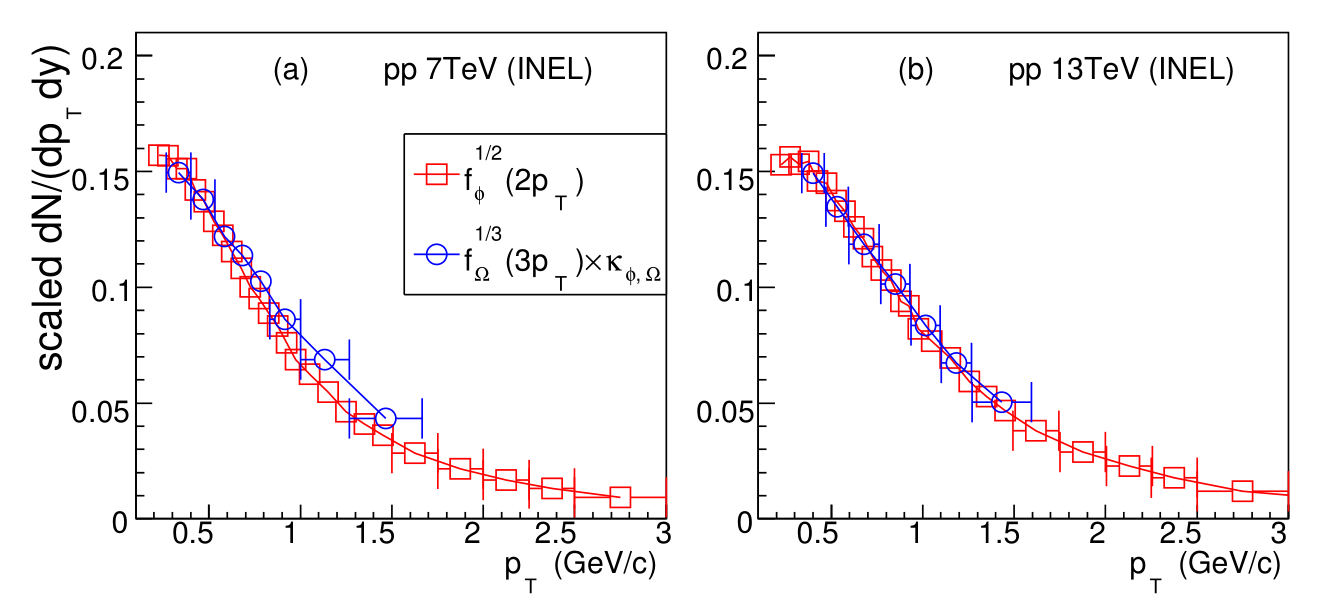 scaled dN/(dp_T dy)
(a) pp 7TeV (INEL)
0.2
0.15
0.1
0.05
0
f_ϕ^{1/2} (2p_T)
f_Ω^{1/3} (3p_T)×κ_{ϕ, Ω}
0.5 1 1.5 2 2.5 3
p_T (GeV/c)
(b) pp 13TeV (INEL)
0.2
0.15
0.1
0.05
0
0.5 1 1.5 2 2.5 3
p_T (GeV/c)